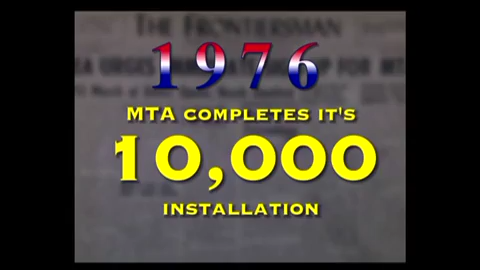 THE FRONTIERSMAN
1976
MTA COMPLETES IT'S
10,000
INSTALLATION